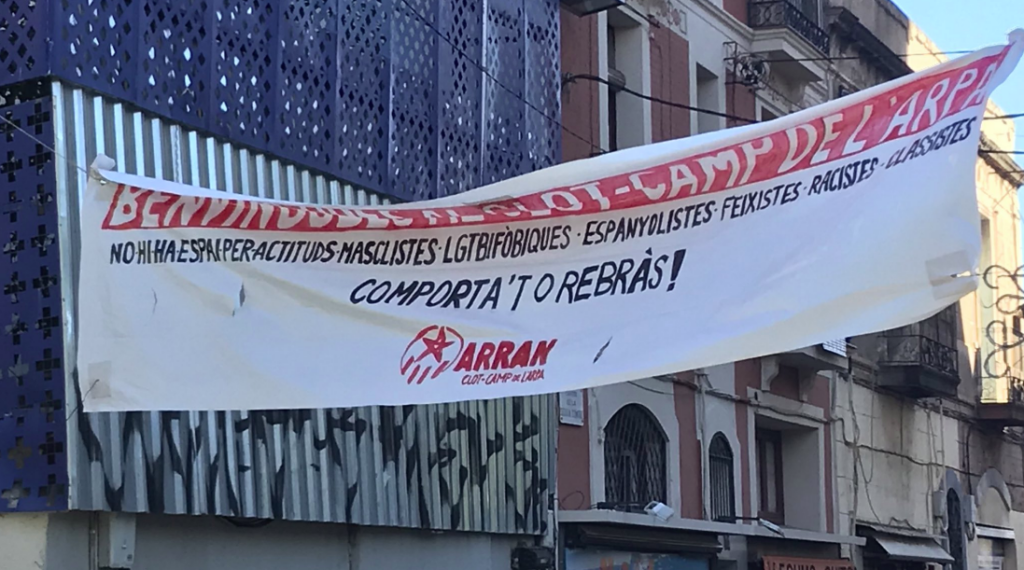 CLOT-CAMP DE L'ARPA
NO·HI·HA·ESPAI·PER·ACTITUDS·MASCLISTES·LGTBIFÒBIQUES·ESPANYOLISTES·FEIXISTES·RACISTES·CLASSISTES
COMPORTA'T O REBRÀS!
ARRAN
CLOT-CAMP DE L'ARPA